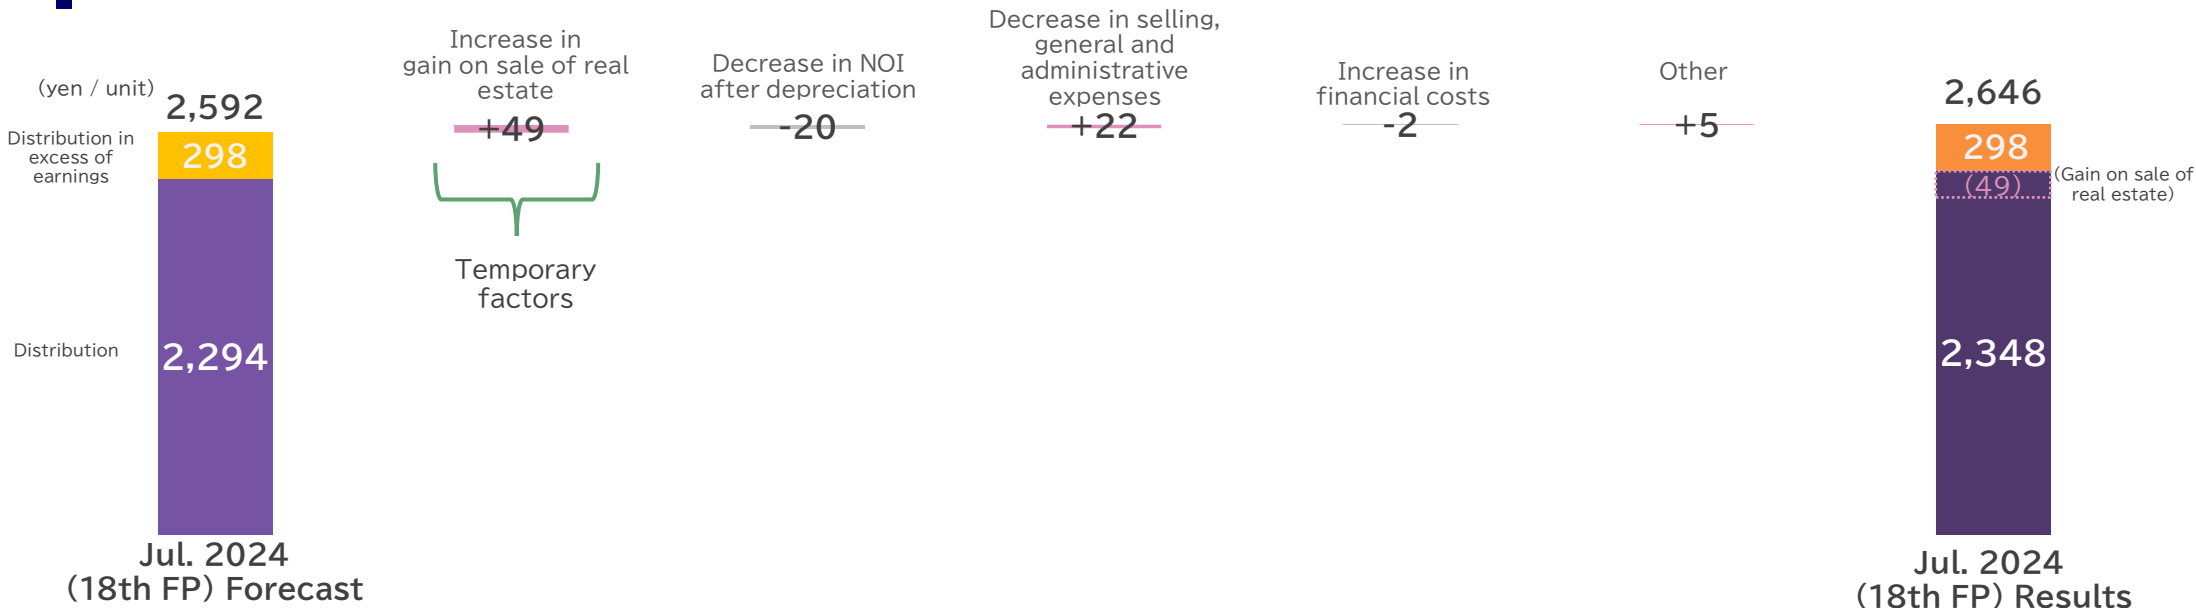 (yen / unit)
2,592
Distribution in
excess of
earnings
298
Distribution
2,294
Jul. 2024
(18th FP) Forecast
Increase in
gain on sale of real
estate
+49
Temporary
factors
Decrease in NOI
after depreciation
-20
Decrease in selling,
general and
administrative
expenses
+22
Increase in
financial costs
-2
Other
+5
2,646
298
(49)
(Gain on sale of
real estate)
2,348
Jul. 2024
(18th FP) Results